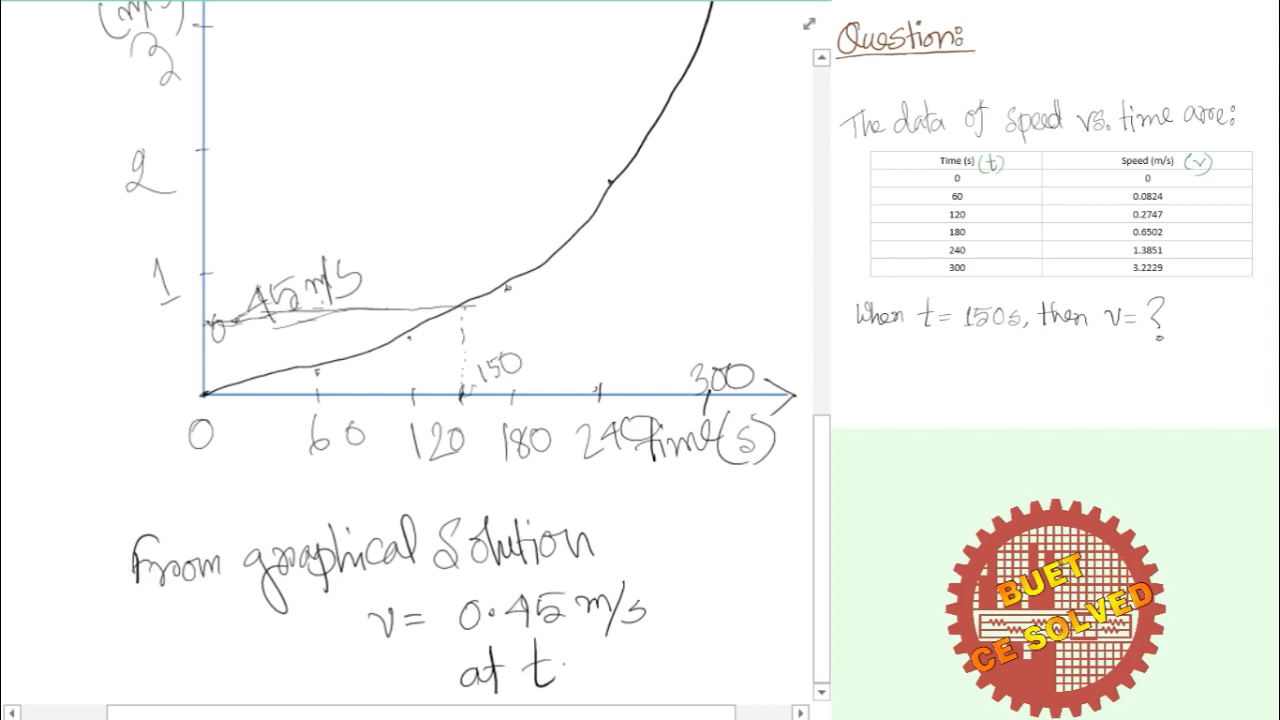 (m/s)
3
2
1
0.45 m/s
150
300
0 60 120 180 240 Time(s)
From graphical Solution
v = 0.45 m/s
at t
Question:
The data of speed vs. time are:
Time (s) (t) Speed (m/s) (v)
0 0
60 0.0824
120 0.2747
180 0.6502
240 1.3851
300 3.2229
When t = 150s, then v = ?
BUET
CE SOLVED